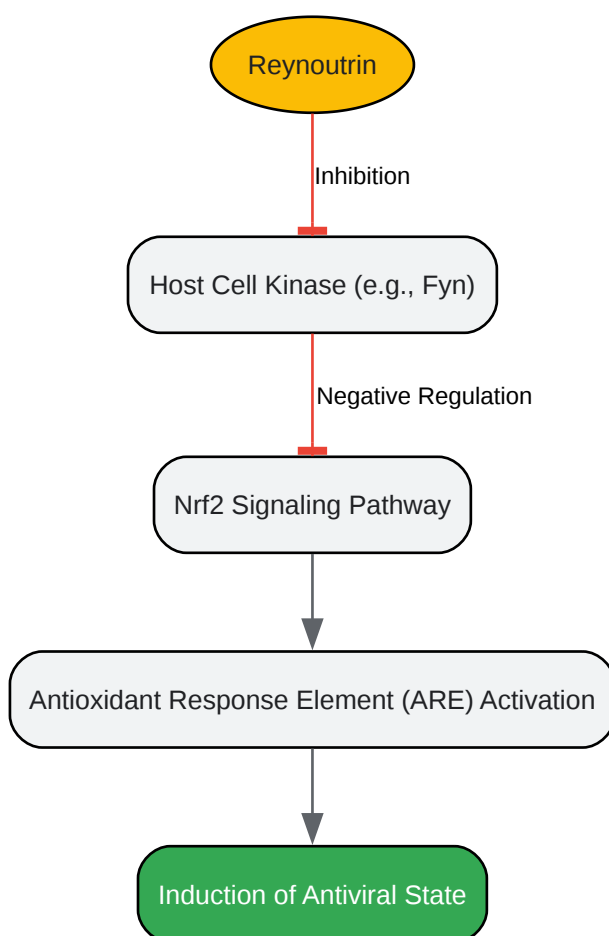 Reynoutrin
Inhibition
Host Cell Kinase (e.g., Fyn)
Negative Regulation
Nrf2 Signaling Pathway
Antioxidant Response Element (ARE) Activation
Induction of Antiviral State